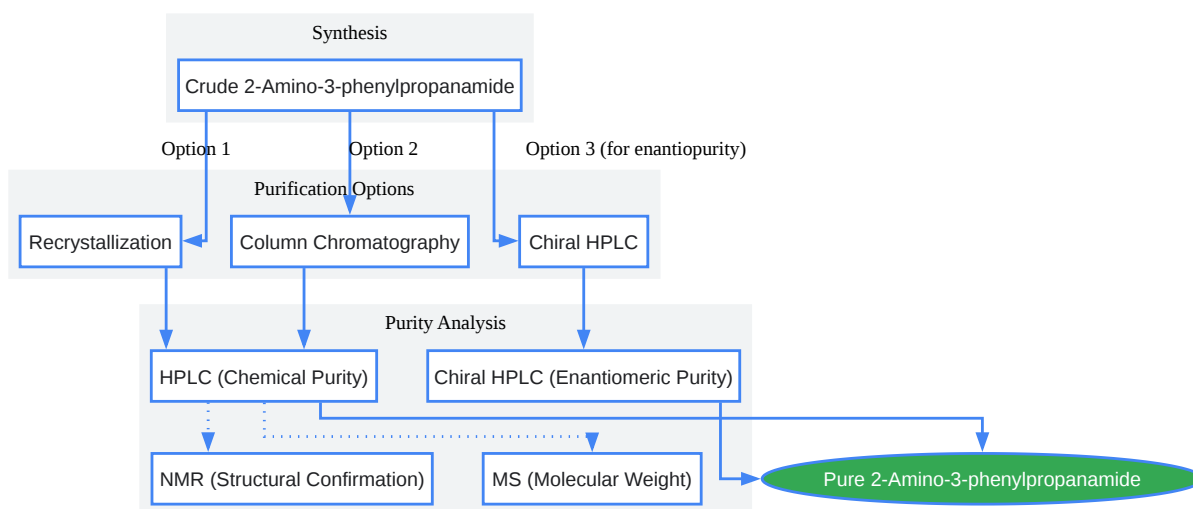 Synthesis
Crude 2-Amino-3-phenylpropanamide
Option 1
Option 2
Option 3 (for enantiopurity)
Purification Options
Recrystallization
Column Chromatography
Chiral HPLC
Purity Analysis
HPLC (Chemical Purity)
Chiral HPLC (Enantiomeric Purity)
NMR (Structural Confirmation)
MS (Molecular Weight)
Pure 2-Amino-3-phenylpropanamide